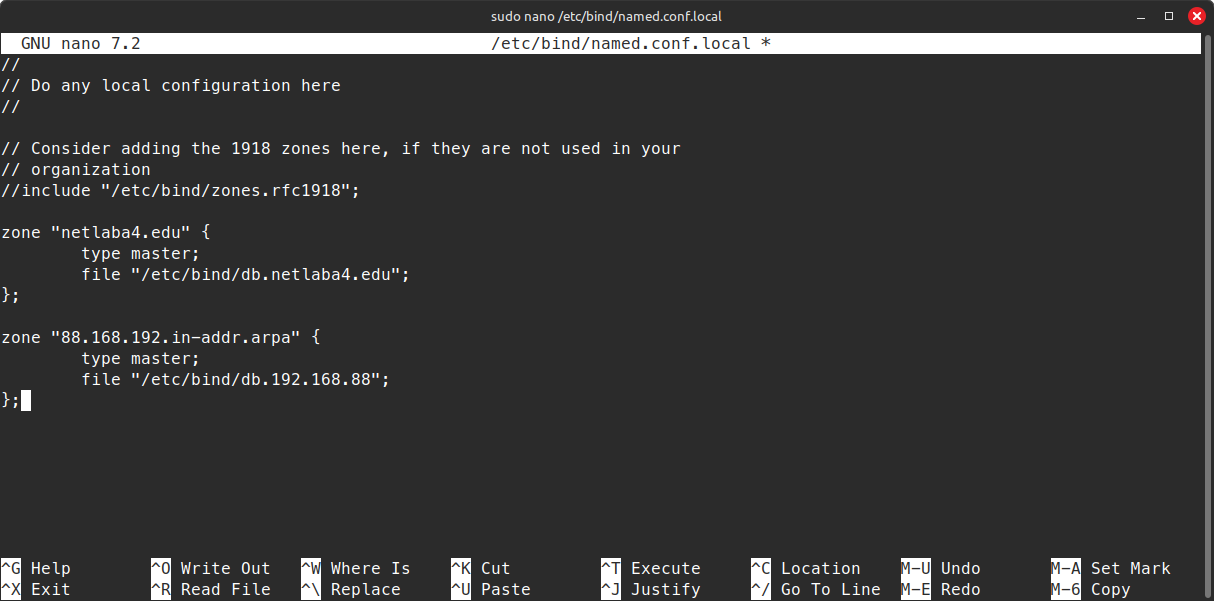 sudo nano /etc/bind/named.conf.local
GNU nano 7.2 /etc/bind/named.conf.local *
//
// Do any local configuration here
//
// Consider adding the 1918 zones here, if they are not used in your
// organization
//include "/etc/bind/zones.rfc1918";
zone "netlaba4.edu" {
type master;
file "/etc/bind/db.netlaba4.edu";
};
zone "88.168.192.in-addr.arpa" {
type master;
file "/etc/bind/db.192.168.88";
};
^G Help ^O Write Out ^W Where Is ^K Cut ^T Execute ^C Location M-U Undo M-A Set Mark
^X Exit ^R Read File ^\ Replace ^U Paste ^J Justify ^/ Go To Line M-E Redo M-6 Copy